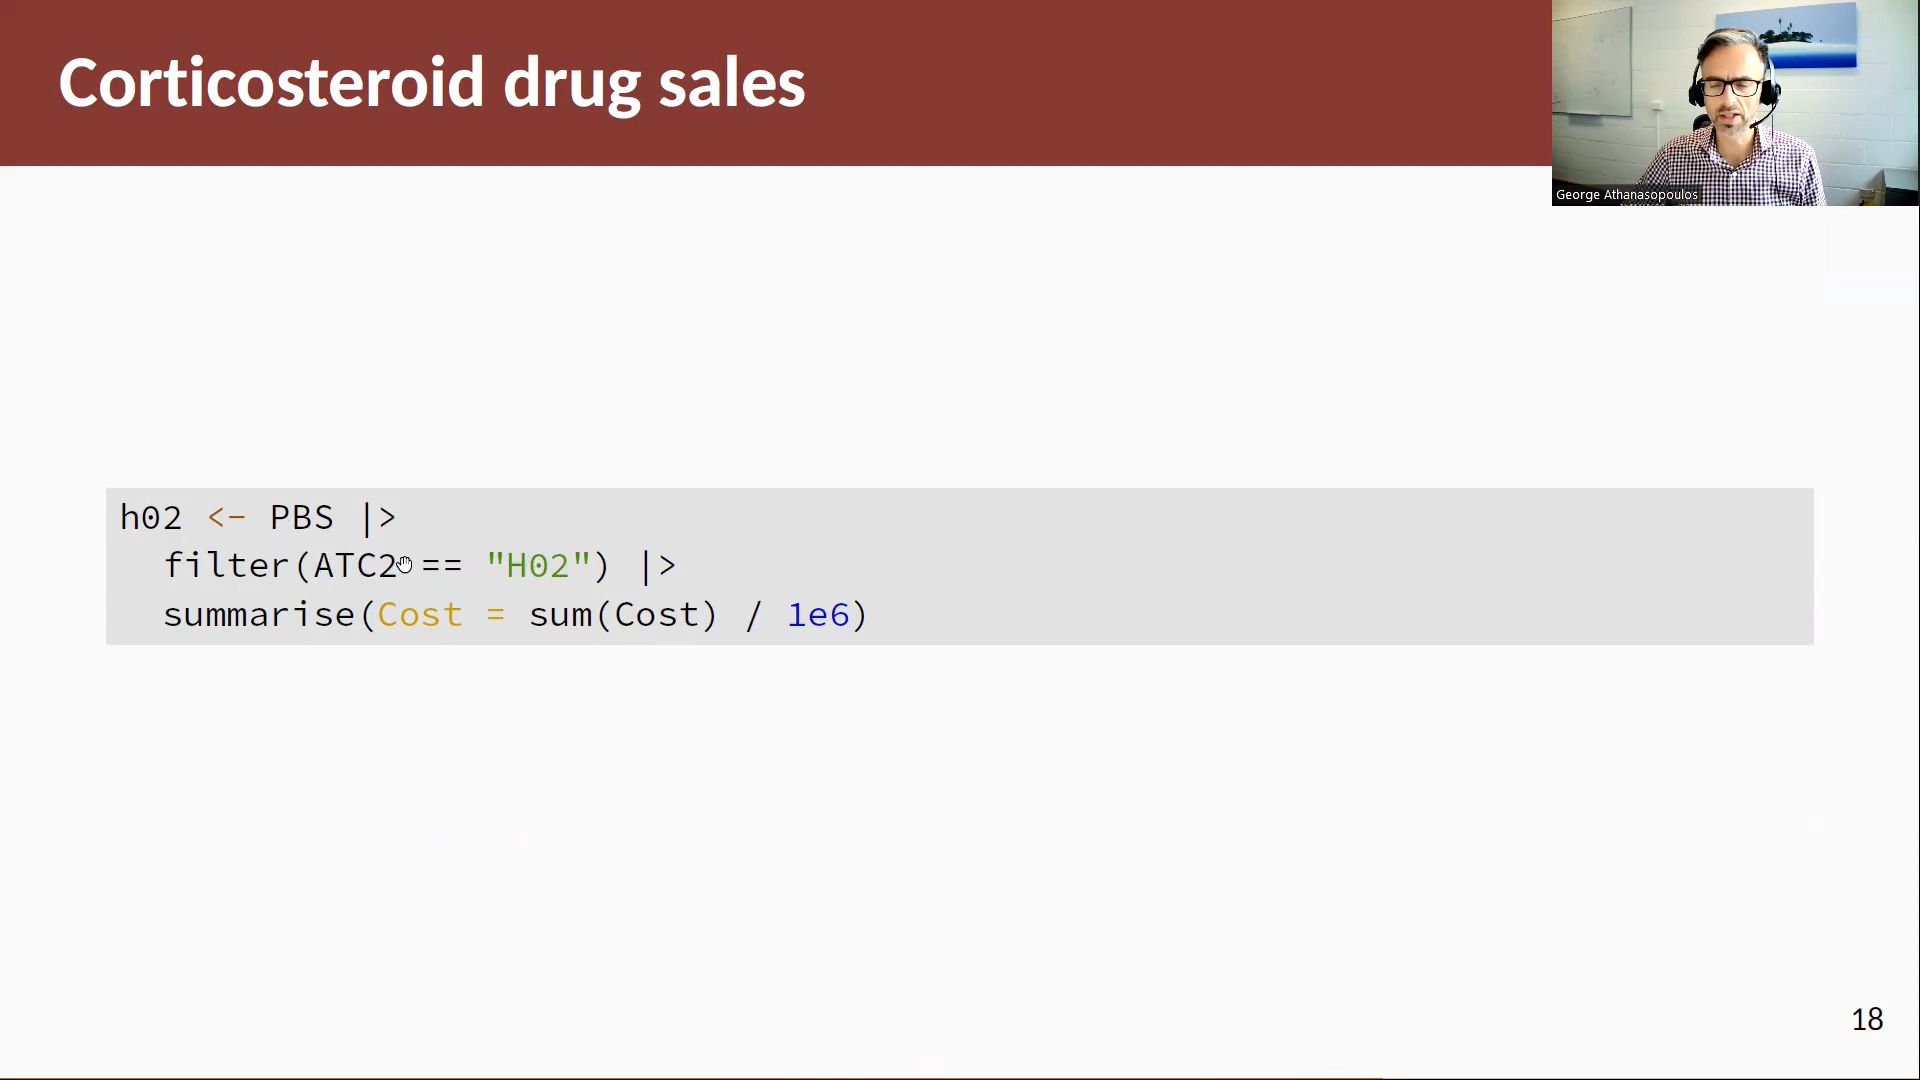 Corticosteroid drug sales
George Athanasopoulos
h02 <- PBS |>
filter(ATC2 == "H02") |>
summarise(Cost = sum(Cost) / 1e6)
18